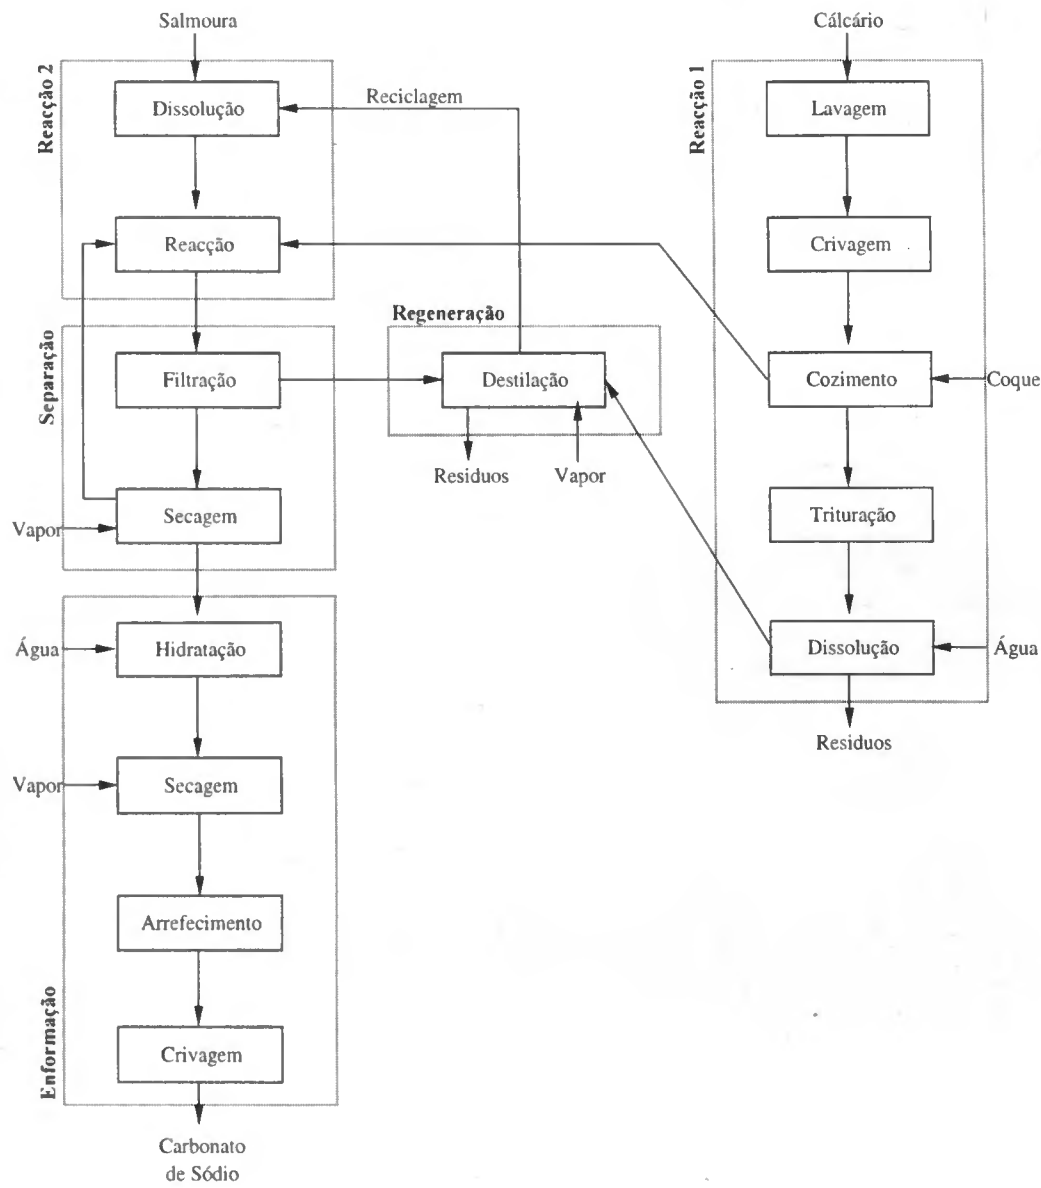 Salmoura
Reacção 2
Dissolução
Reciclagem
Reacção
Separação
Filtração
Secagem
Vapor
Regeneração
Destilação
Residuos
Vapor
Cálcário
Reacção 1
Lavagem
Crivagem
Cozimento
Coque
Trituração
Dissolução
Água
Residuos
Enformação
Água
Hidratação
Vapor
Secagem
Arrefecimento
Crivagem
Carbonato
de Sódio